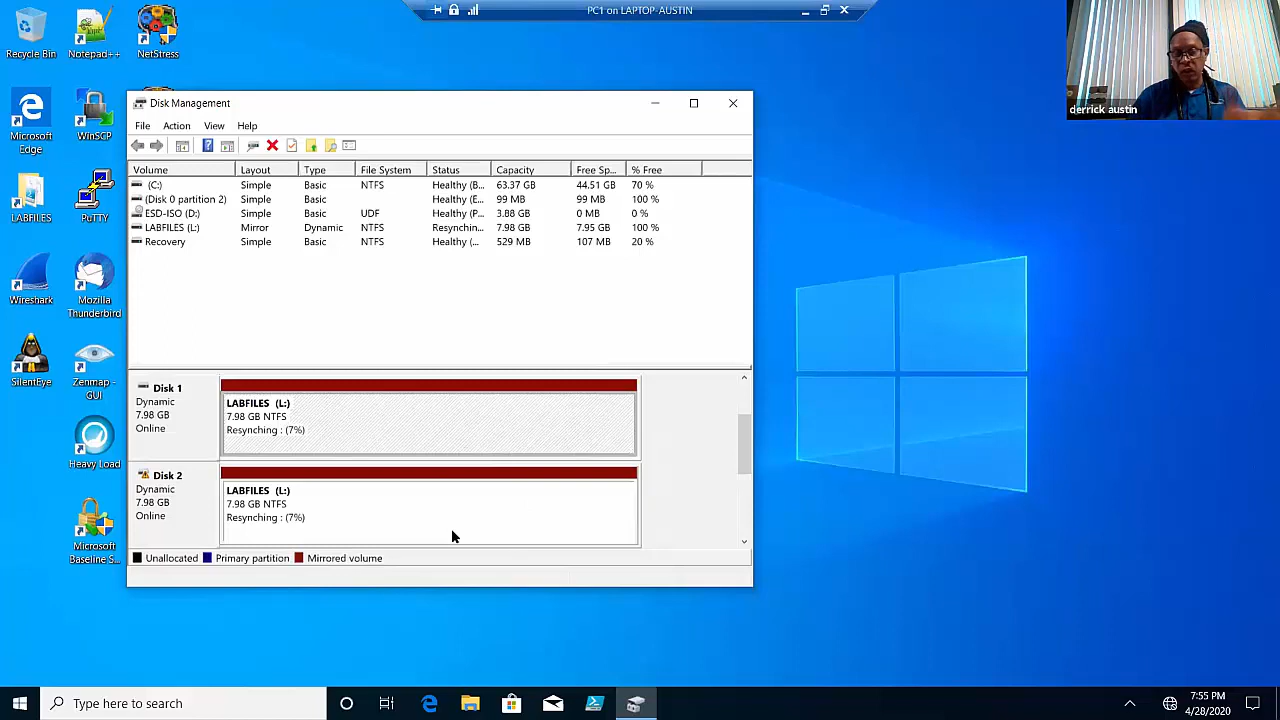 PC1 on LAPTOP-AUSTIN
derrick austin
Recycle Bin
Notepad++
NetStress
Microsoft
Edge
WinSCP
LABFILES
PuTTY
Wireshark
Mozilla
Thunderbird
SilentEye
Zenmap -
GUI
Heavy Load
Microsoft
Baseline S...
Disk Management
File Action View Help
Volume Layout Type File System Status Capacity Free Sp... % Free
(C:) Simple Basic NTFS Healthy (B... 63.37 GB 44.51 GB 70 %
(Disk 0 partition 2) Simple Basic Healthy (E... 99 MB 99 MB 100 %
ESD-ISO (D:) Simple Basic UDF Healthy (P... 3.88 GB 0 MB 0 %
LABFILES (L:) Mirror Dynamic NTFS Resynchin... 7.98 GB 7.95 GB 100 %
Recovery Simple Basic NTFS Healthy (... 529 MB 107 MB 20 %
Disk 1
Dynamic
7.98 GB
Online
LABFILES (L:)
7.98 GB NTFS
Resynching : (7%)
Disk 2
Dynamic
7.98 GB
Online
LABFILES (L:)
7.98 GB NTFS
Resynching : (7%)
Unallocated Primary partition Mirrored volume
Type here to search
7:55 PM
4/28/2020